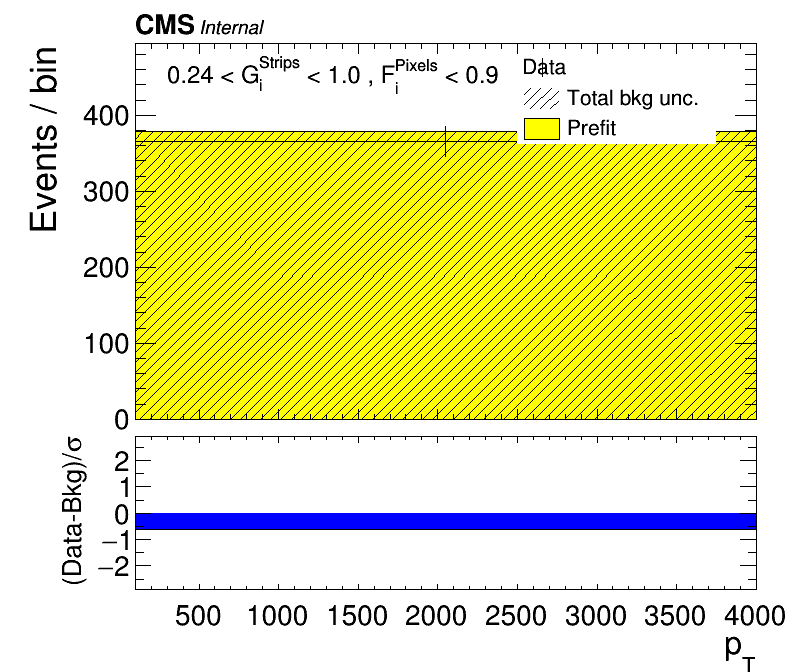 CMS Internal
0.24 < G_i^Strips < 1.0 , F_i^Pixels < 0.9
Data
Total bkg unc.
Prefit
Events / bin
400
300
200
100
0
(Data-Bkg)/σ
2
1
0
−1
−2
500 1000 1500 2000 2500 3000 3500 4000
p_T